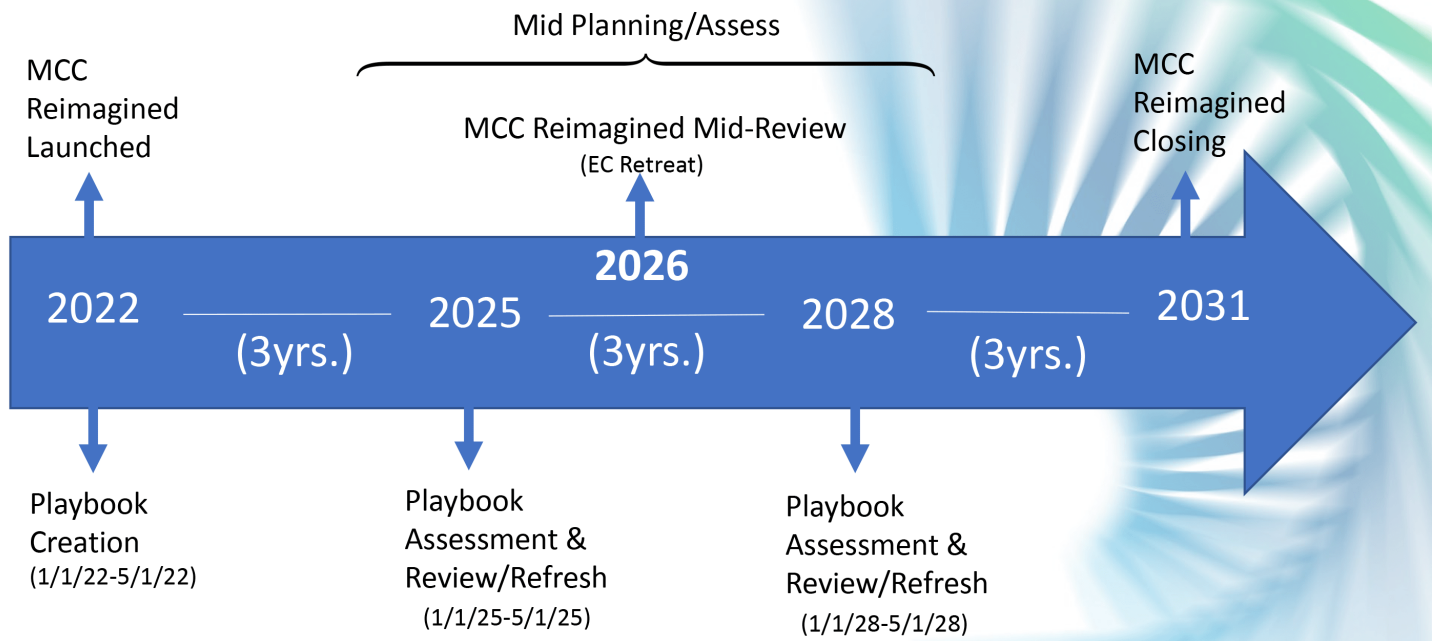 Mid Planning/Assess
MCC
Reimagined
Launched
MCC Reimagined Mid-Review
(EC Retreat)
MCC
Reimagined
Closing
2022
(3yrs.)
2025
2026
(3yrs.)
2028
(3yrs.)
2031
Playbook
Creation
(1/1/22-5/1/22)
Playbook
Assessment &
Review/Refresh
(1/1/25-5/1/25)
Playbook
Assessment &
Review/Refresh
(1/1/28-5/1/28)